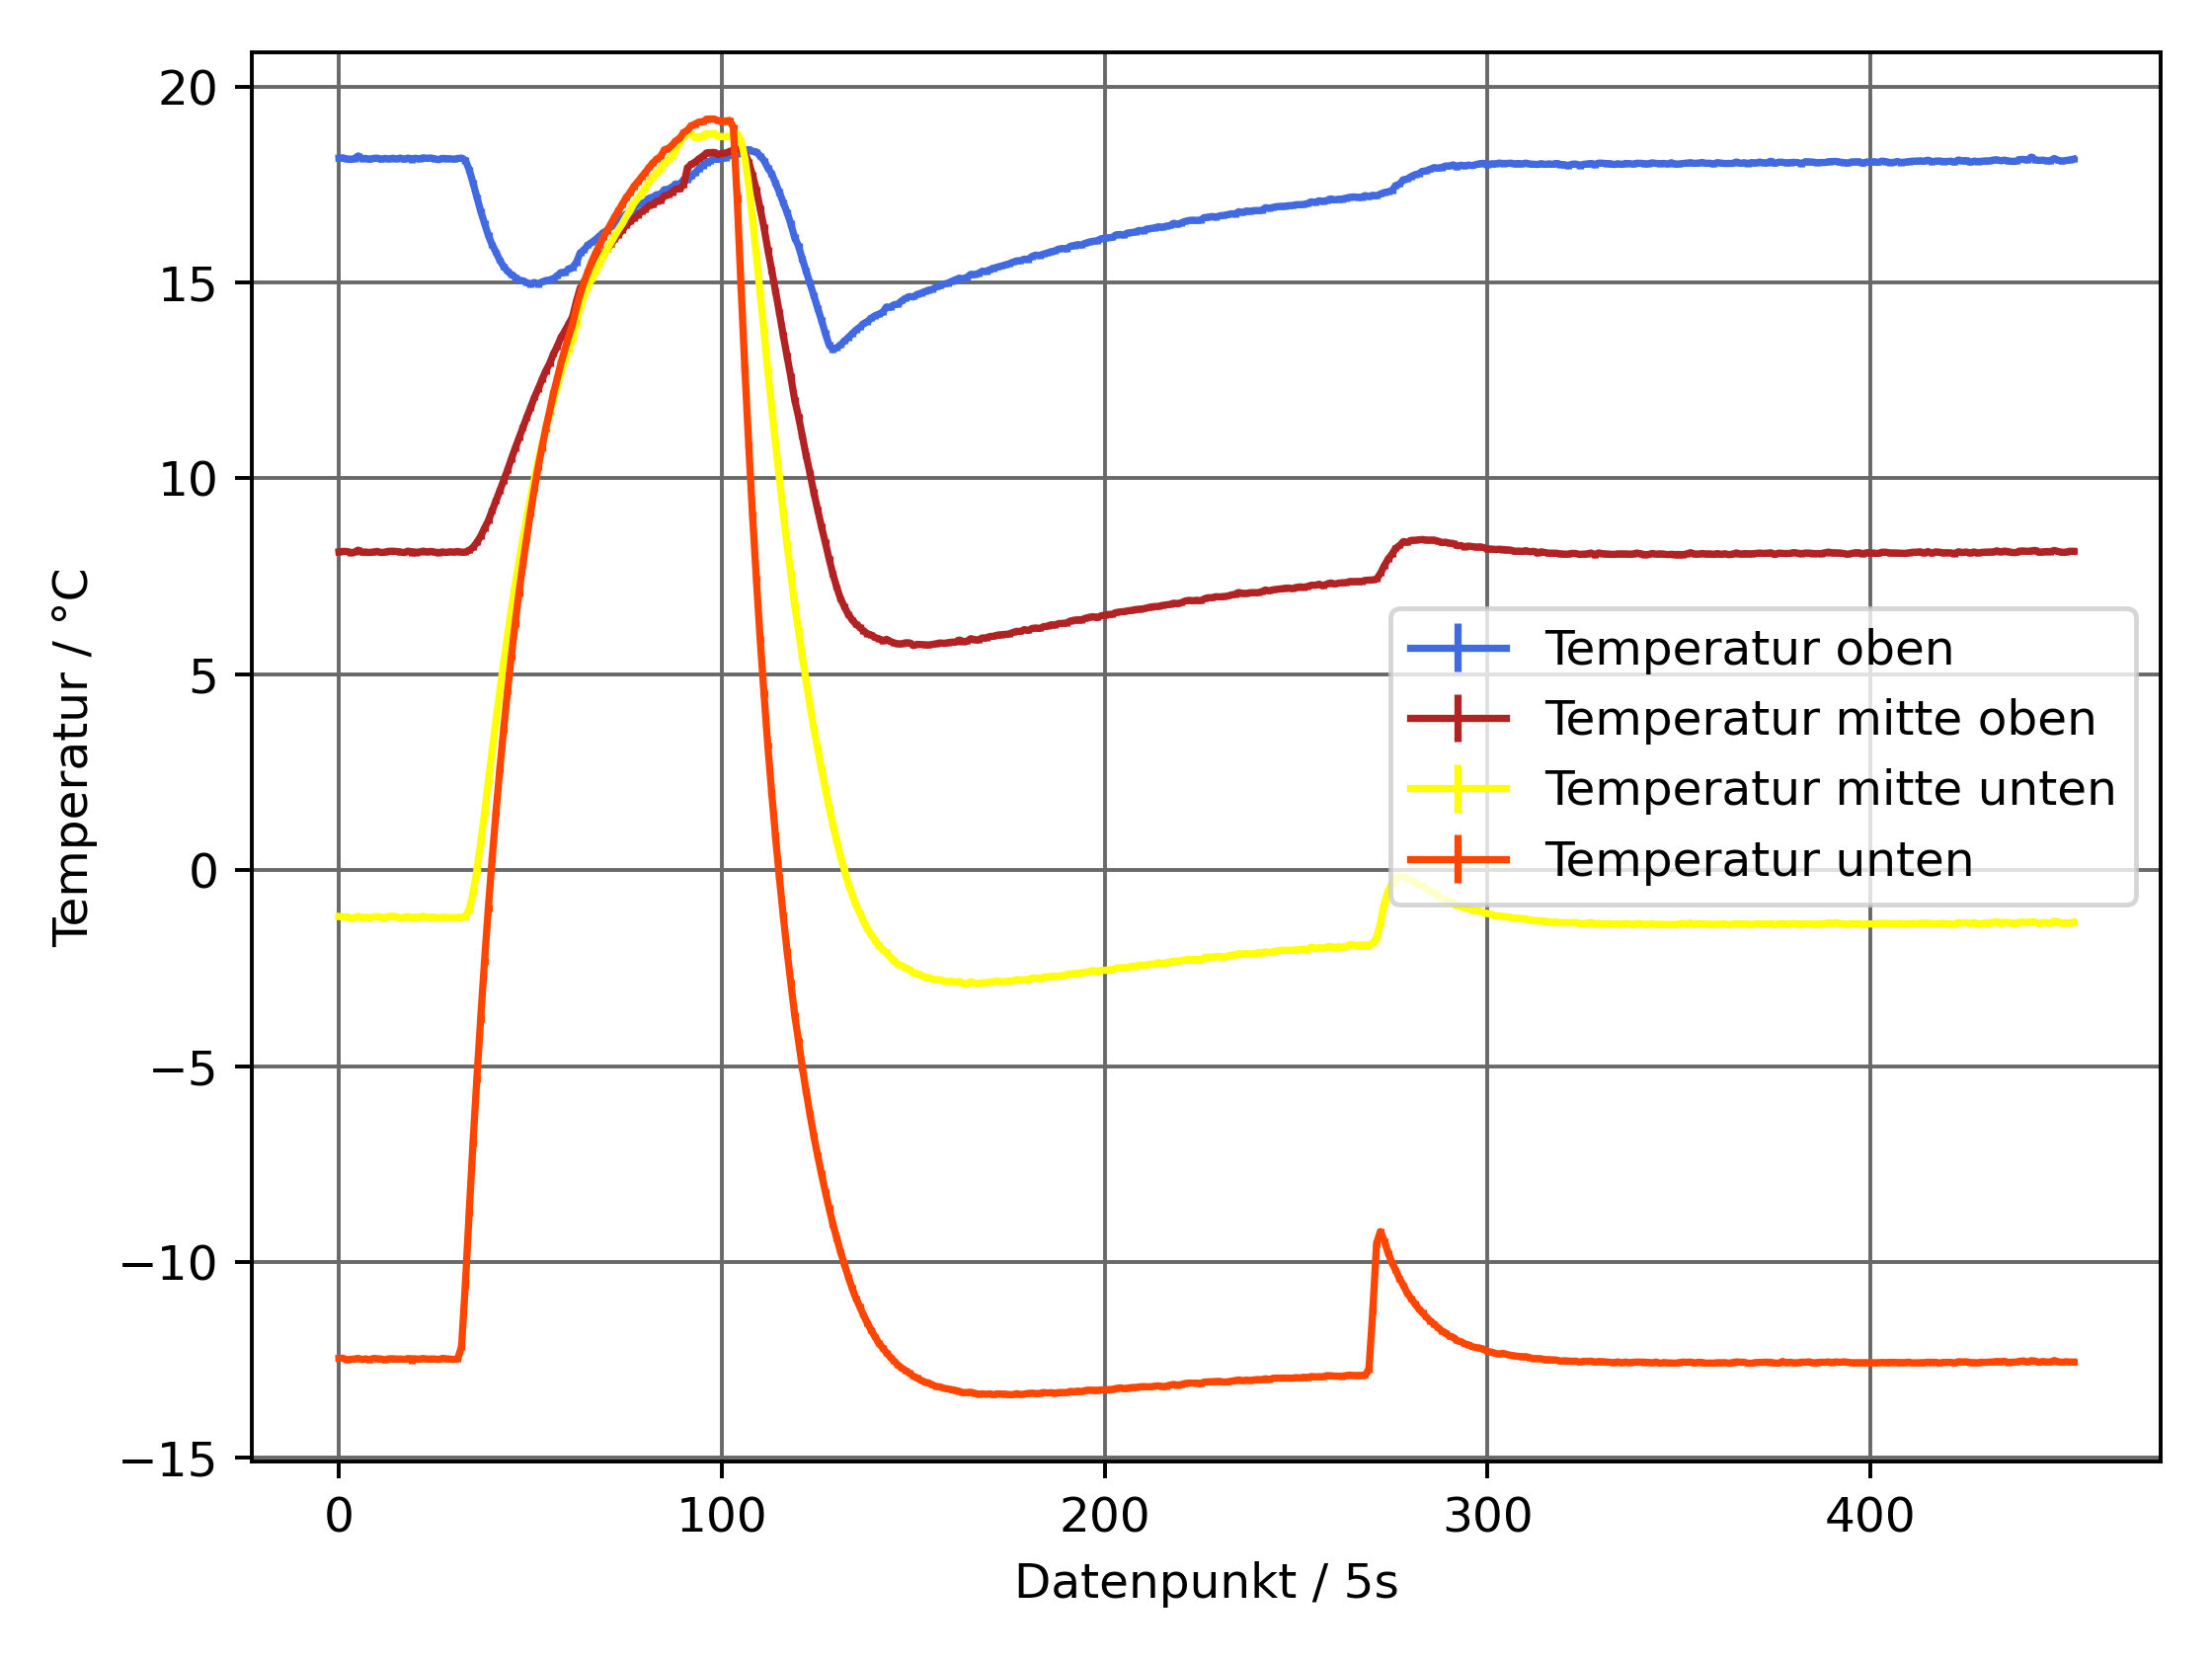 Temperatur / °C
20
15
10
5
0
−5
−10
−15
0 100 200 300 400
Datenpunkt / 5s
Temperatur oben
Temperatur mitte oben
Temperatur mitte unten
Temperatur unten